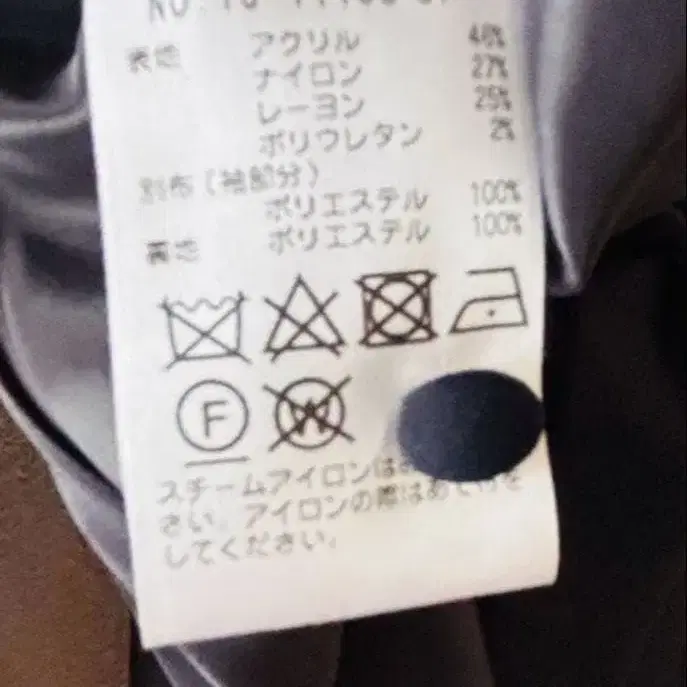 表地 アクリル 46%
ナイロン 27%
レーヨン 25%
ポリウレタン 2%
別布(袖部分)
ポリエステル 100%
裏地 ポリエステル 100%
F W
スチームアイロンは
さい。アイロンの際はあて布を
してください。